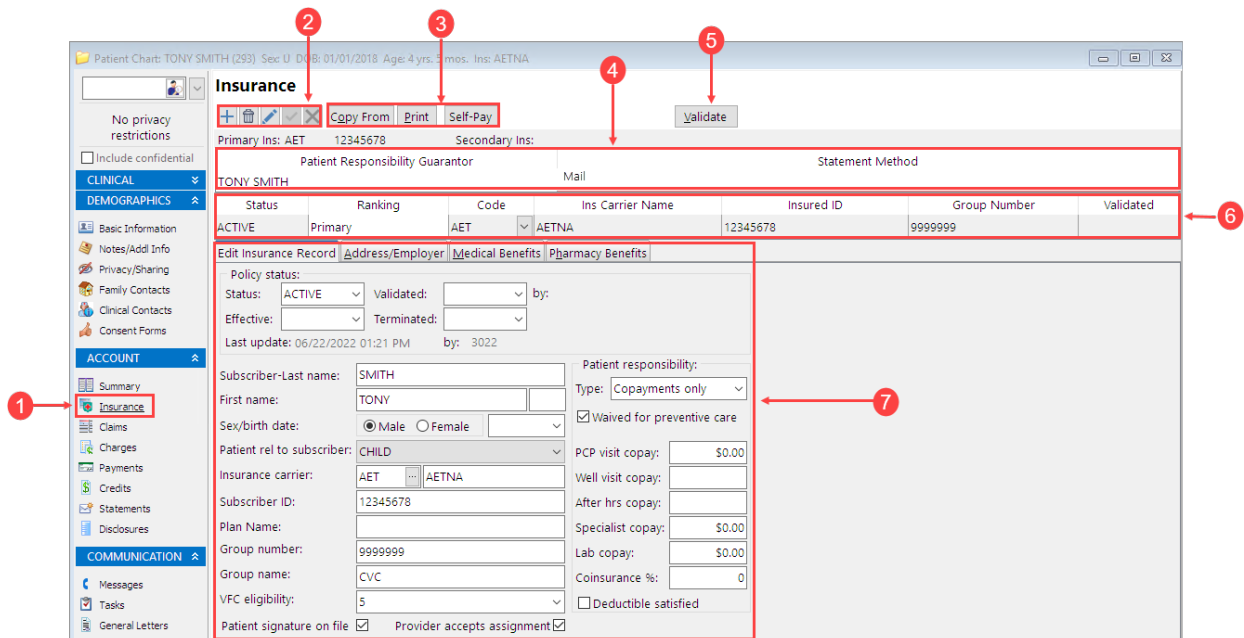 2
3
5
4
Patient Chart: TONY SMITH (293) Sex: U DOB: 01/01/2018 Age: 4 yrs. 5 mos. Ins: AETNA
Insurance
Copy From Print Self-Pay Validate
No privacy
restrictions
Primary Ins: AET 12345678 Secondary Ins:
Include confidential
Patient Responsibility Guarantor Statement Method
TONY SMITH Mail
CLINICAL
DEMOGRAPHICS
Status Ranking Code Ins Carrier Name Insured ID Group Number Validated
6
ACTIVE Primary AET AETNA 12345678 9999999
Basic Information
Notes/Addl Info
Privacy/Sharing
Family Contacts
Clinical Contacts
Consent Forms
ACCOUNT
Summary
1
Insurance
Claims
Charges
Payments
Credits
Statements
Disclosures
COMMUNICATION
Messages
Tasks
General Letters
Edit Insurance Record Address/Employer Medical Benefits Pharmacy Benefits
Policy status:
Status: ACTIVE Validated: by:
Effective: Terminated:
Last update: 06/22/2022 01:21 PM by: 3022
Subscriber-Last name: SMITH
First name: TONY
Sex/birth date: Male Female
Patient rel to subscriber: CHILD
Insurance carrier: AET ... AETNA
Subscriber ID: 12345678
Plan Name:
Group number: 9999999
Group name: CVC
VFC eligibility: 5
Patient signature on file Provider accepts assignment
Patient responsibility:
Type: Copayments only
7
Waived for preventive care
PCP visit copay: $0.00
Well visit copay:
After hrs copay:
Specialist copay: $0.00
Lab copay: $0.00
Coinsurance %: 0
Deductible satisfied